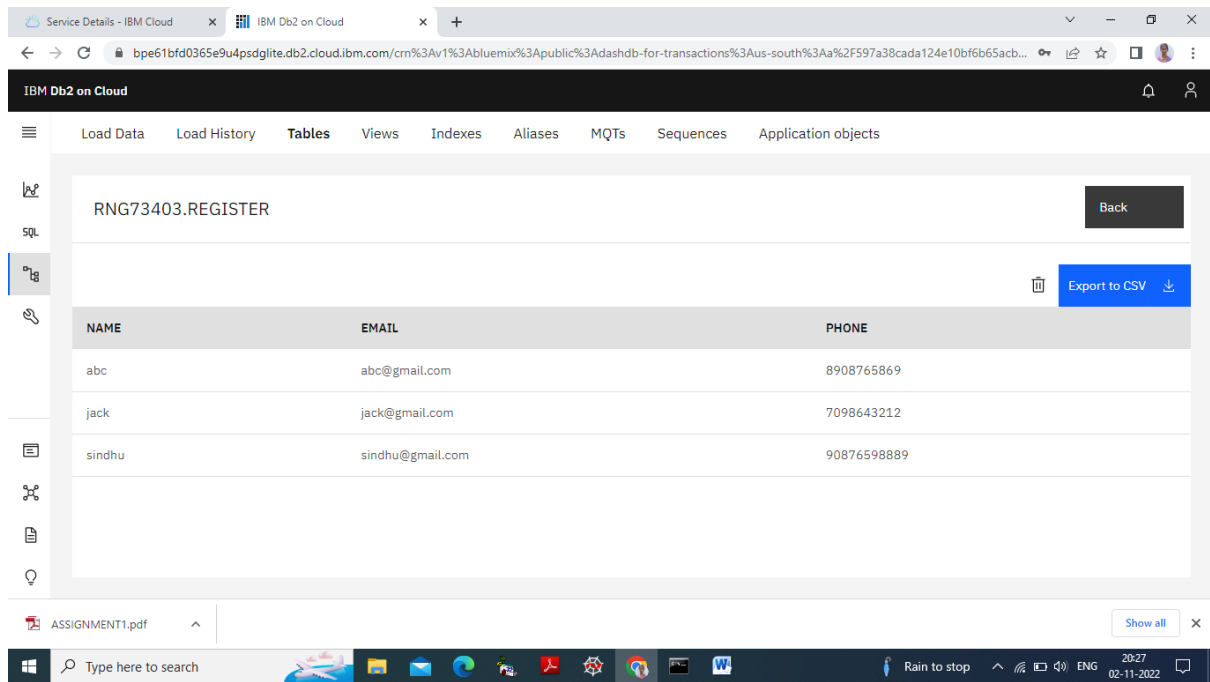 Service Details - IBM Cloud
IBM Db2 on Cloud
bpe61bfd0365e9u4psdglite.db2.cloud.ibm.com/crn%3Av1%3Abluemix%3Apublic%3Adashdb-for-transactions%3Aus-south%3Aa%2F597a38cada124e10bf6b65acb...
IBM Db2 on Cloud
Load Data Load History Tables Views Indexes Aliases MQTs Sequences Application objects
RNG73403.REGISTER
Back
SQL
Export to CSV
NAME EMAIL PHONE
abc abc@gmail.com 8908765869
jack jack@gmail.com 7098643212
sindhu sindhu@gmail.com 90876598889
ASSIGNMENT1.pdf
Show all
Type here to search
W
Rain to stop
ENG
20:27
02-11-2022